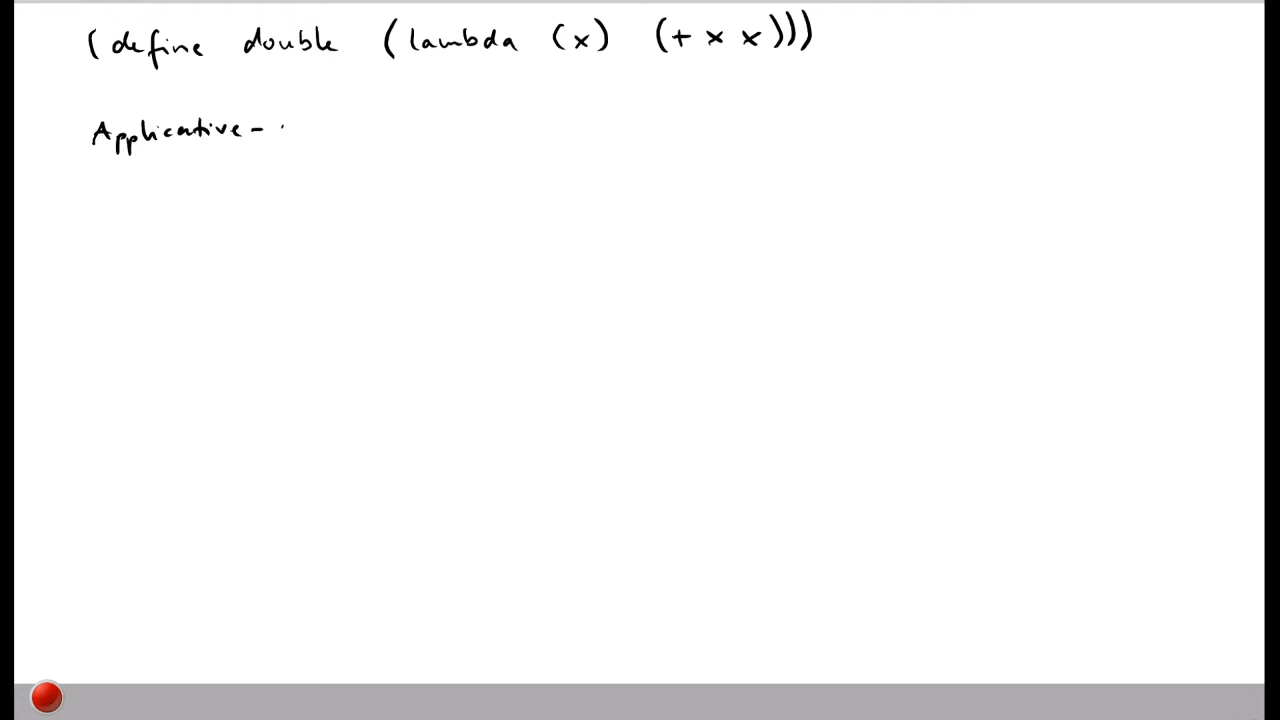 (define double (lambda (x) (+ x x)))
Applicative-